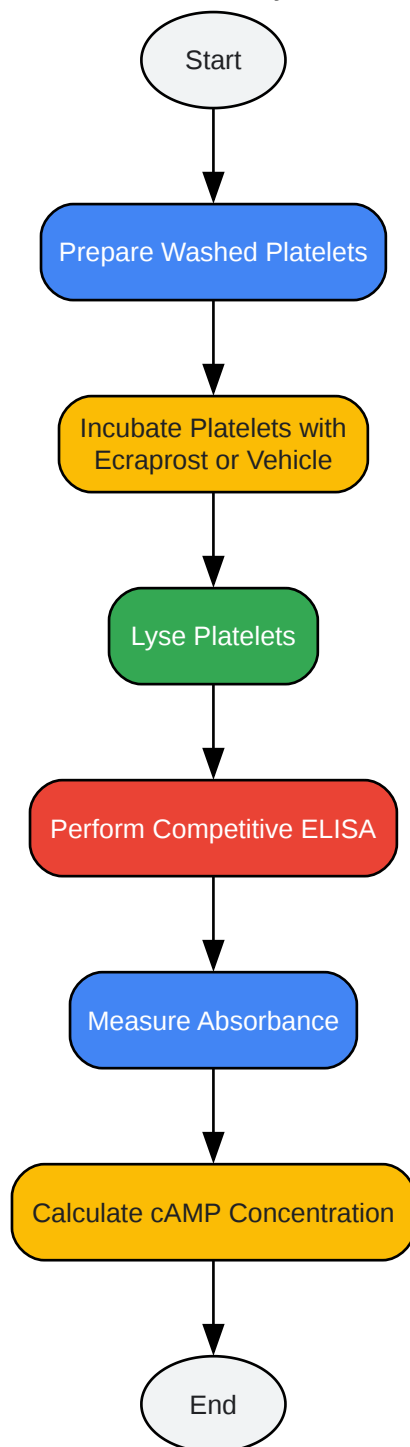 Start
Prepare Washed Platelets
Incubate Platelets with
Ecraprost or Vehicle
Lyse Platelets
Perform Competitive ELISA
Measure Absorbance
Calculate cAMP Concentration
End